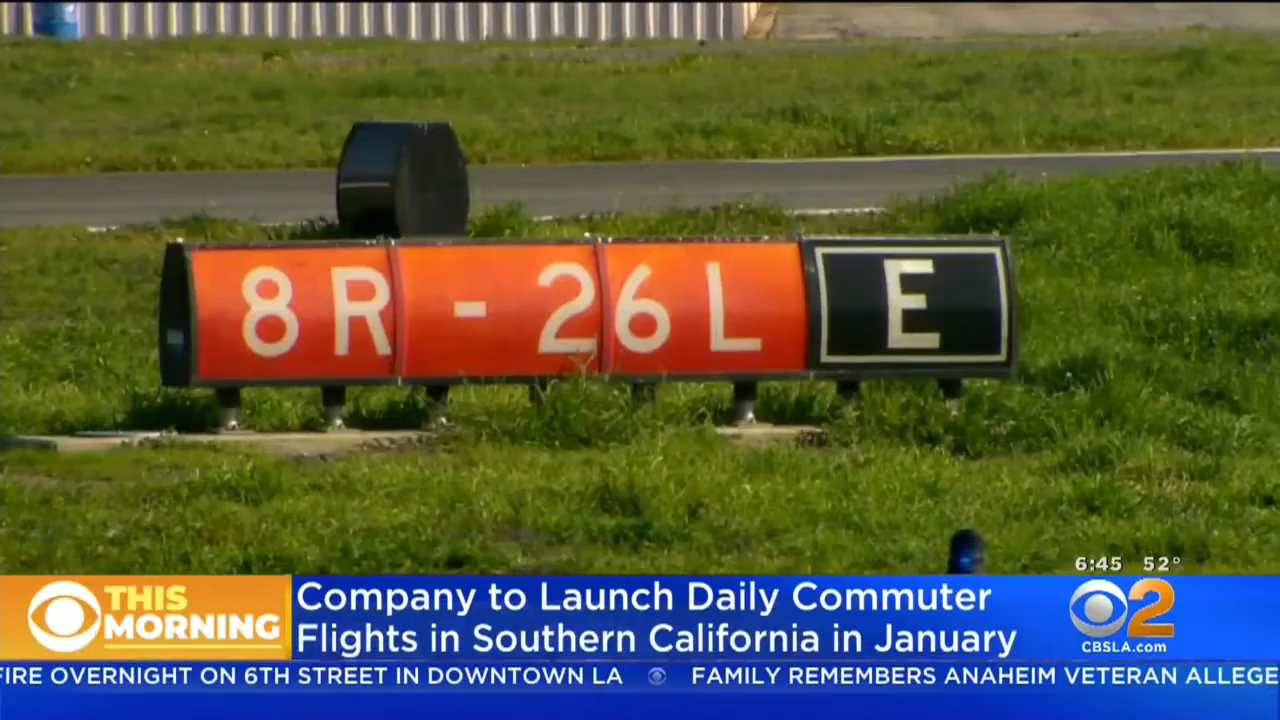 8R - 26L E
6:45 52°
THIS
MORNING
Company to Launch Daily Commuter
Flights in Southern California in January
2
CBSLA.com
FIRE OVERNIGHT ON 6TH STREET IN DOWNTOWN LA FAMILY REMEMBERS ANAHEIM VETERAN ALLEGE